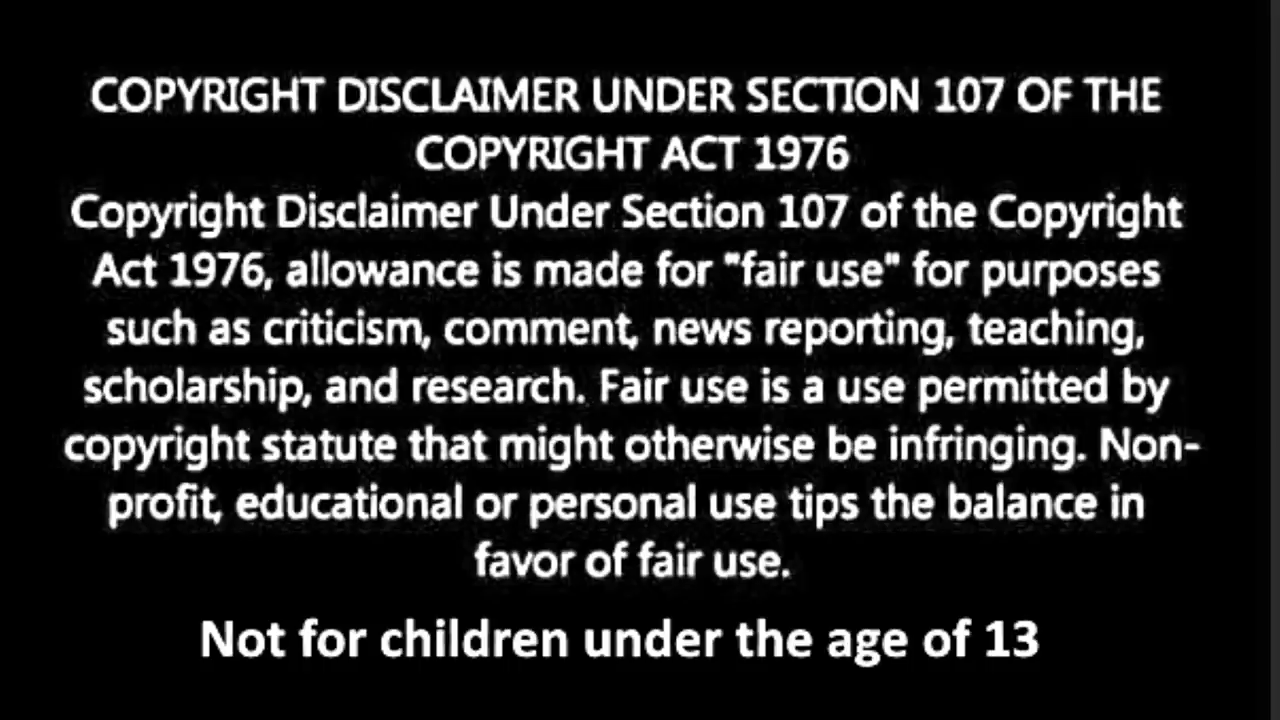 COPYRIGHT DISCLAIMER UNDER SECTION 107 OF THE
COPYRIGHT ACT 1976
Copyright Disclaimer Under Section 107 of the Copyright
Act 1976, allowance is made for "fair use" for purposes
such as criticism, comment, news reporting, teaching,
scholarship, and research. Fair use is a use permitted by
copyright statute that might otherwise be infringing. Non-
profit, educational or personal use tips the balance in
favor of fair use.
Not for children under the age of 13